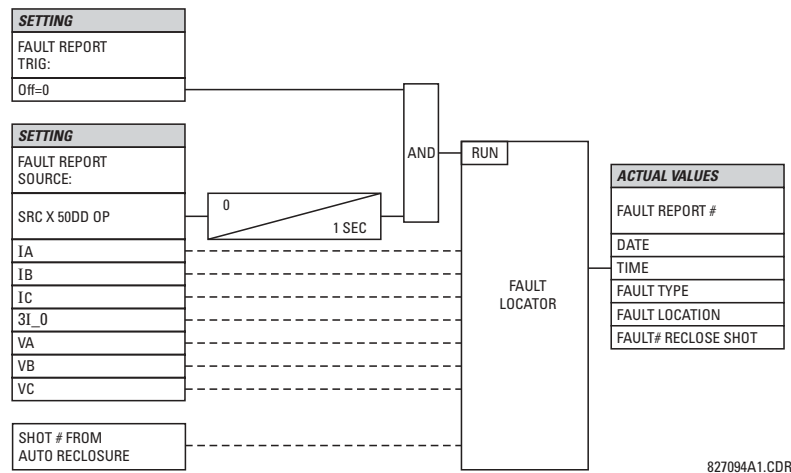 SETTING
FAULT REPORT
TRIG:
Off=0
SETTING
FAULT REPORT
SOURCE:
SRC X 50DD OP
IA
IB
IC
3I_0
VA
VB
VC
SHOT # FROM
AUTO RECLOSURE
0
1 SEC
AND
RUN
FAULT
LOCATOR
ACTUAL VALUES
FAULT REPORT #
DATE
TIME
FAULT TYPE
FAULT LOCATION
FAULT# RECLOSE SHOT
827094A1.CDR